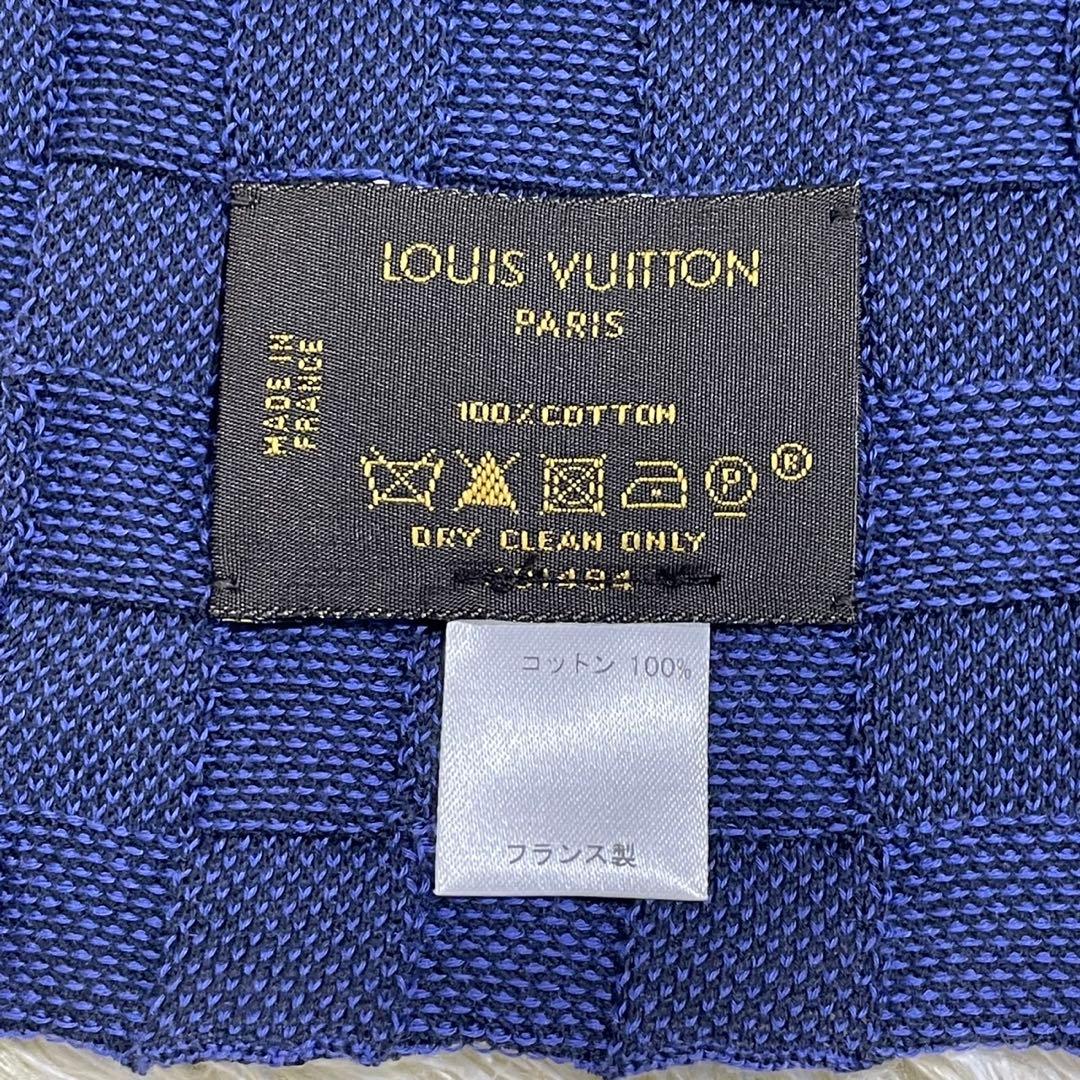 LOUIS VUITTON
PARIS
MADE IN
FRANCE
100% COTTON
P ®
DRY CLEAN ONLY
コットン 100%
フランス製